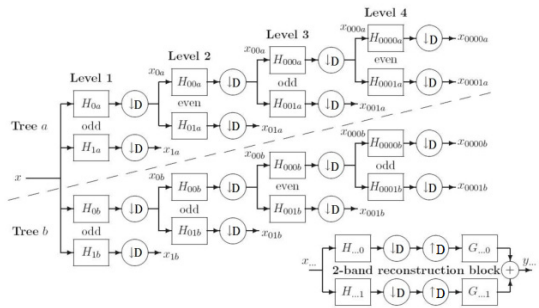 Level 1
Level 2
Level 3
Level 4
Tree a
x
H0a
↓D
x0a
odd
H1a
↓D
x1a
H00a
↓D
x00a
even
H01a
↓D
x01a
H000a
↓D
x000a
odd
H001a
↓D
x001a
H0000a
↓D
x0000a
even
H0001a
↓D
x0001a
Tree b
H0b
↓D
x0b
odd
H1b
↓D
x1b
H00b
↓D
x00b
odd
H01b
↓D
x01b
H000b
↓D
x000b
even
H001b
↓D
x001b
H0000b
↓D
x0000b
odd
H0001b
↓D
x0001b
x...
H...0
↓D
↑D
G...0
2-band reconstruction block
+
y...
H...1
↓D
↑D
G...1